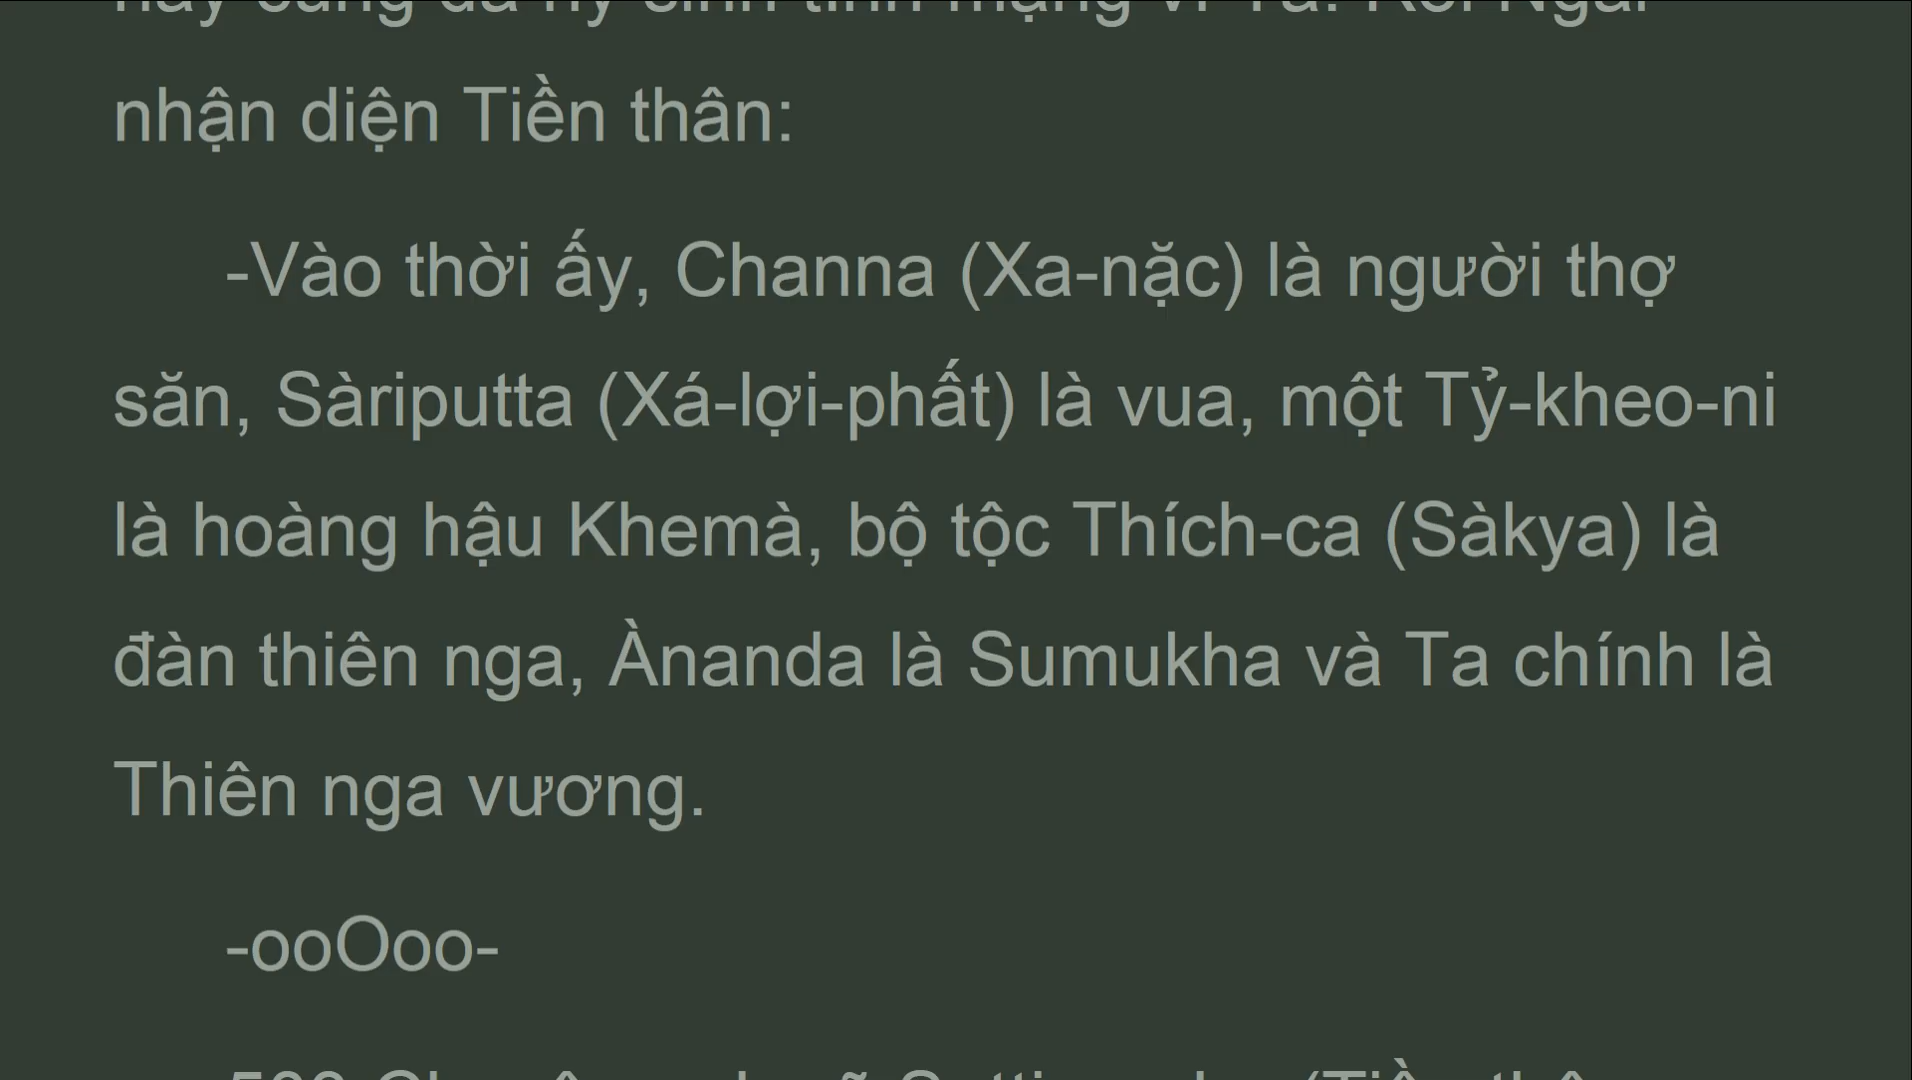 nhận diện Tiền thân:
-Vào thời ấy, Channa (Xa-nặc) là người thợ
săn, Sàriputta (Xá-lợi-phất) là vua, một Tỷ-kheo-ni
là hoàng hậu Khemà, bộ tộc Thích-ca (Sàkya) là
đàn thiên nga, Ànanda là Sumukha và Ta chính là
Thiên nga vương.
-ooOoo-